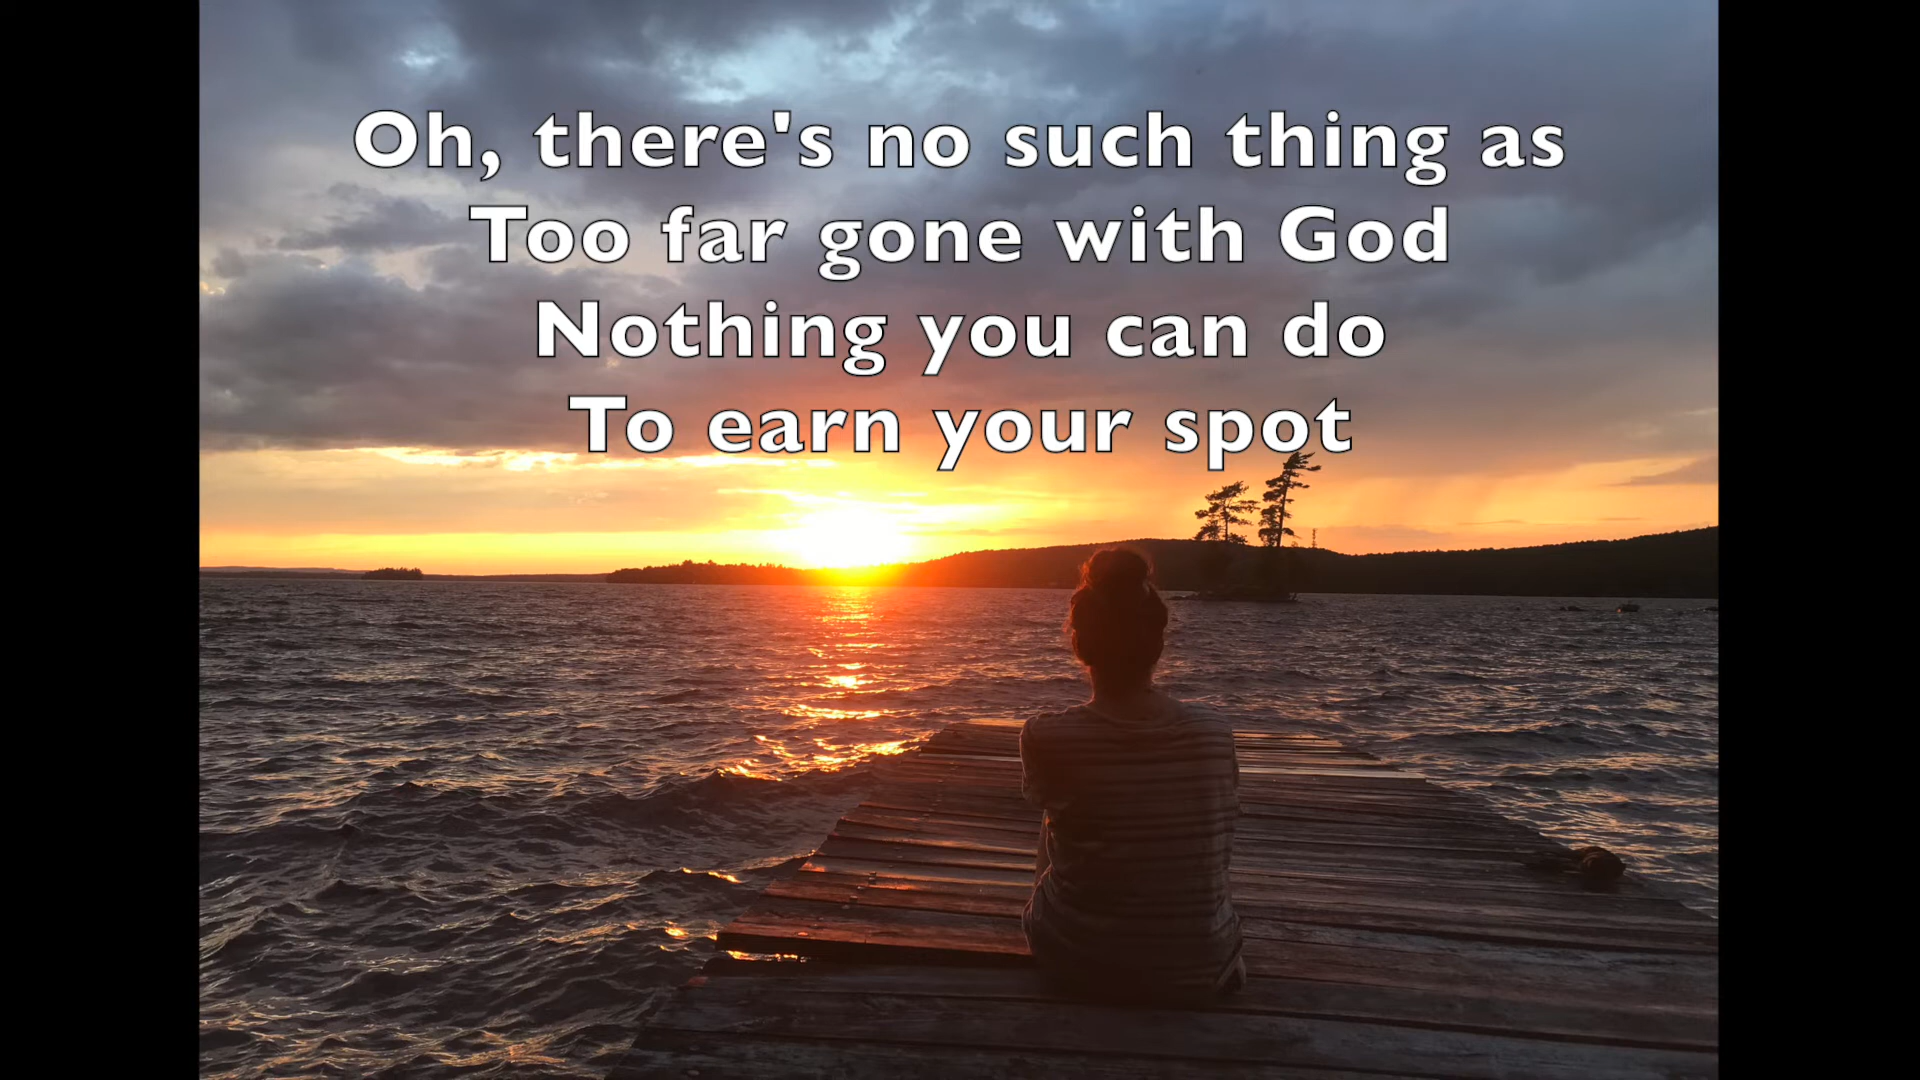 Oh, there's no such thing as
Too far gone with God
Nothing you can do
To earn your spot